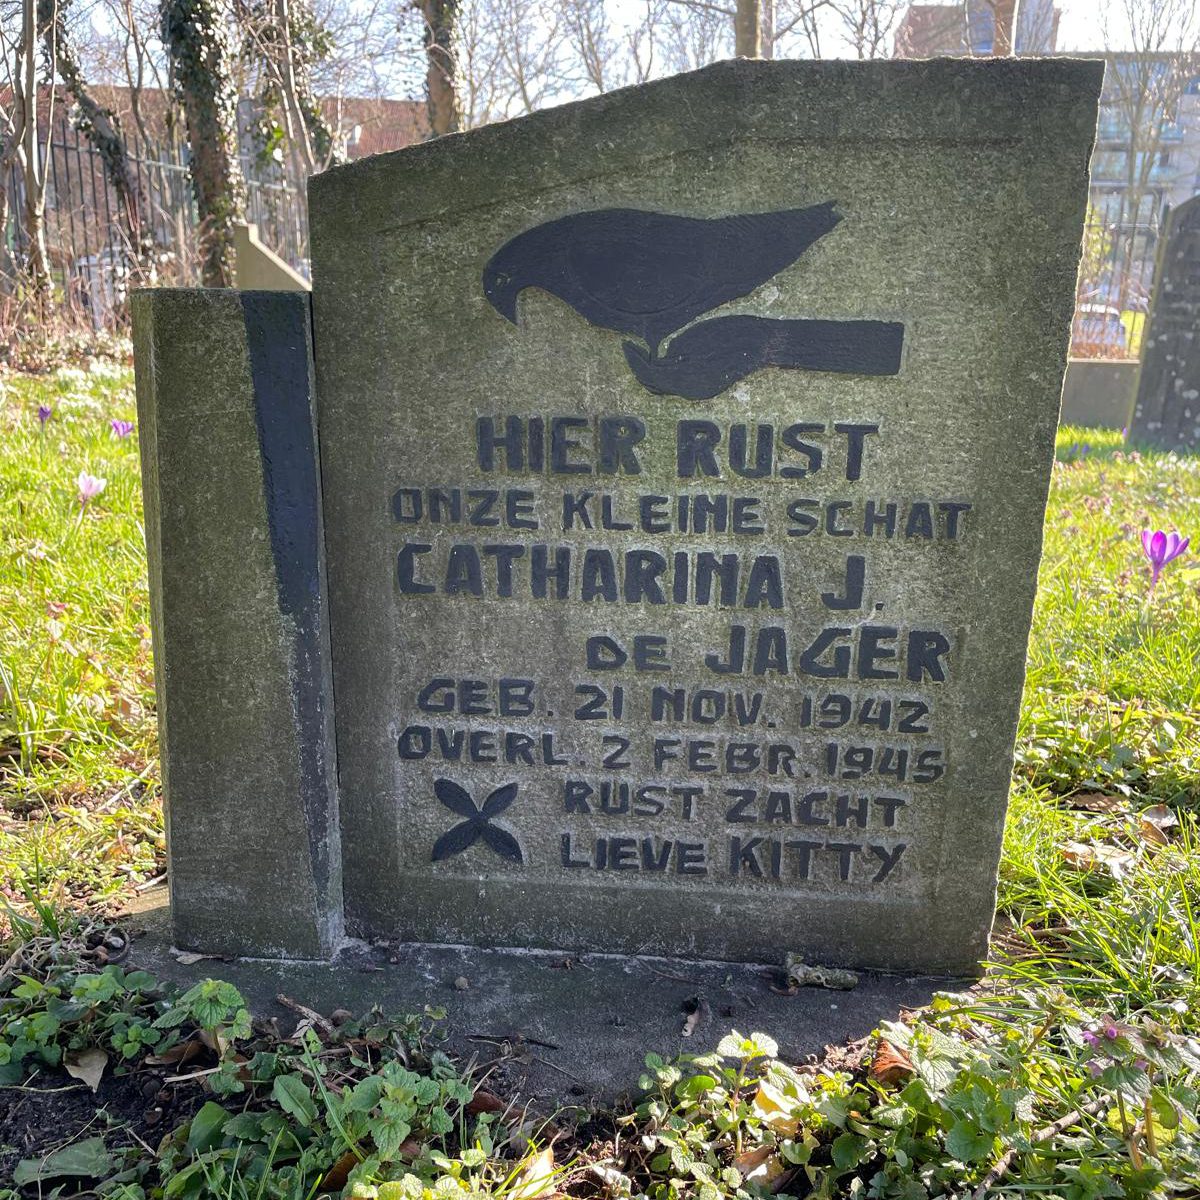 HIER RUST
ONZE KLEINE SCHAT
CATHARINA J.
DE JAGER
GEB. 21 NOV. 1942
OVERL. 2 FEBR. 1945
RUST ZACHT
LIEVE KITTY